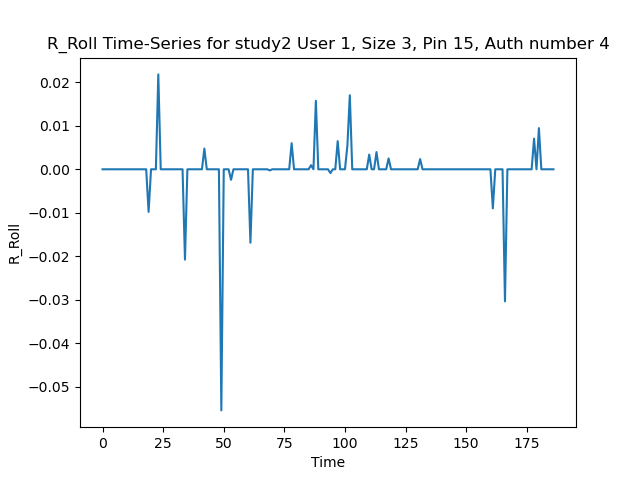 R_Roll Time-Series for study2 User 1, Size 3, Pin 15, Auth number 4
0.02
0.01
0.00
−0.01
−0.02
−0.03
−0.04
−0.05
R_Roll
0 25 50 75 100 125 150 175
Time